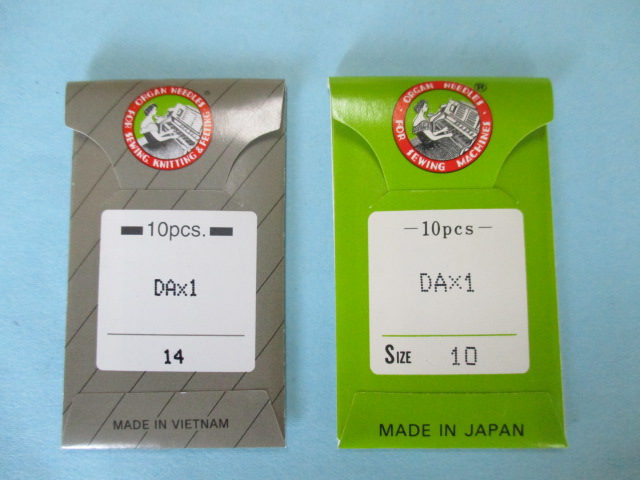 ORGAN NEEDLES ®
FOR SEWING KNITTING & FELTING
10pcs.
DAx1
14
MADE IN VIETNAM
ORGAN NEEDLES ®
FOR SEWING MACHINES
-10pcs-
DAx1
SIZE 10
MADE IN JAPAN